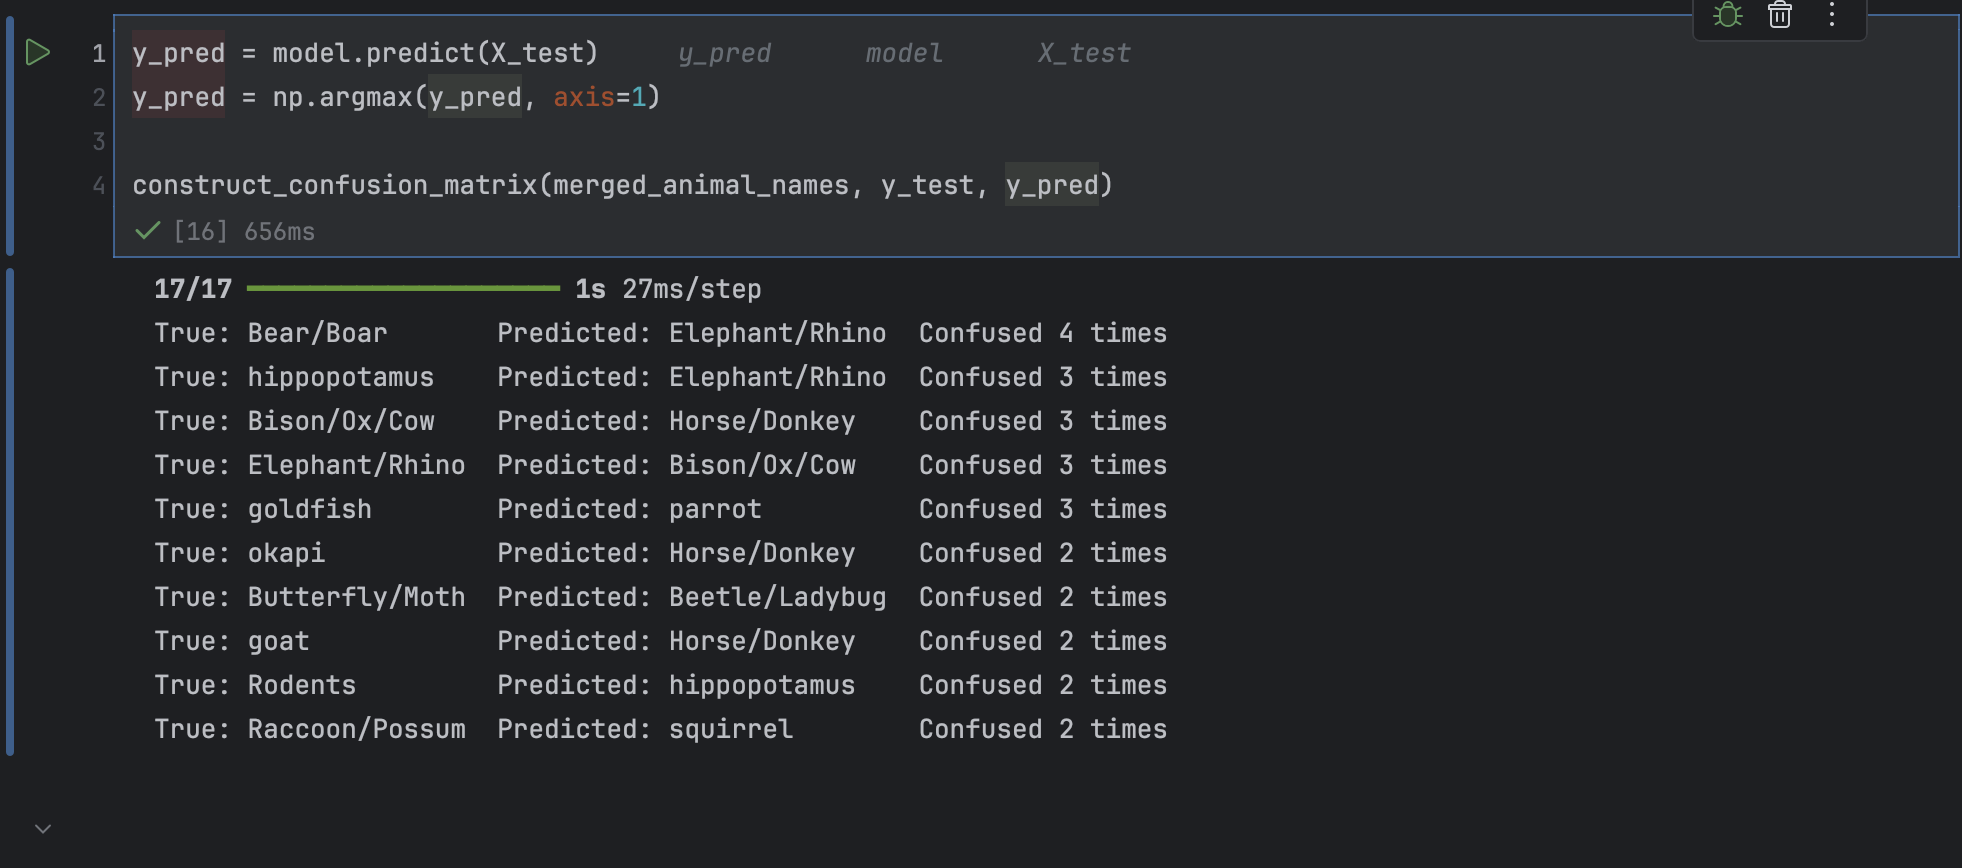 1 y_pred = model.predict(X_test) y_pred model X_test
2 y_pred = np.argmax(y_pred, axis=1)
3
4 construct_confusion_matrix(merged_animal_names, y_test, y_pred)
[16] 656ms
17/17 ━━━━━━━━━━━━━━━━━━━━ 1s 27ms/step
True: Bear/Boar Predicted: Elephant/Rhino Confused 4 times
True: hippopotamus Predicted: Elephant/Rhino Confused 3 times
True: Bison/Ox/Cow Predicted: Horse/Donkey Confused 3 times
True: Elephant/Rhino Predicted: Bison/Ox/Cow Confused 3 times
True: goldfish Predicted: parrot Confused 3 times
True: okapi Predicted: Horse/Donkey Confused 2 times
True: Butterfly/Moth Predicted: Beetle/Ladybug Confused 2 times
True: goat Predicted: Horse/Donkey Confused 2 times
True: Rodents Predicted: hippopotamus Confused 2 times
True: Raccoon/Possum Predicted: squirrel Confused 2 times